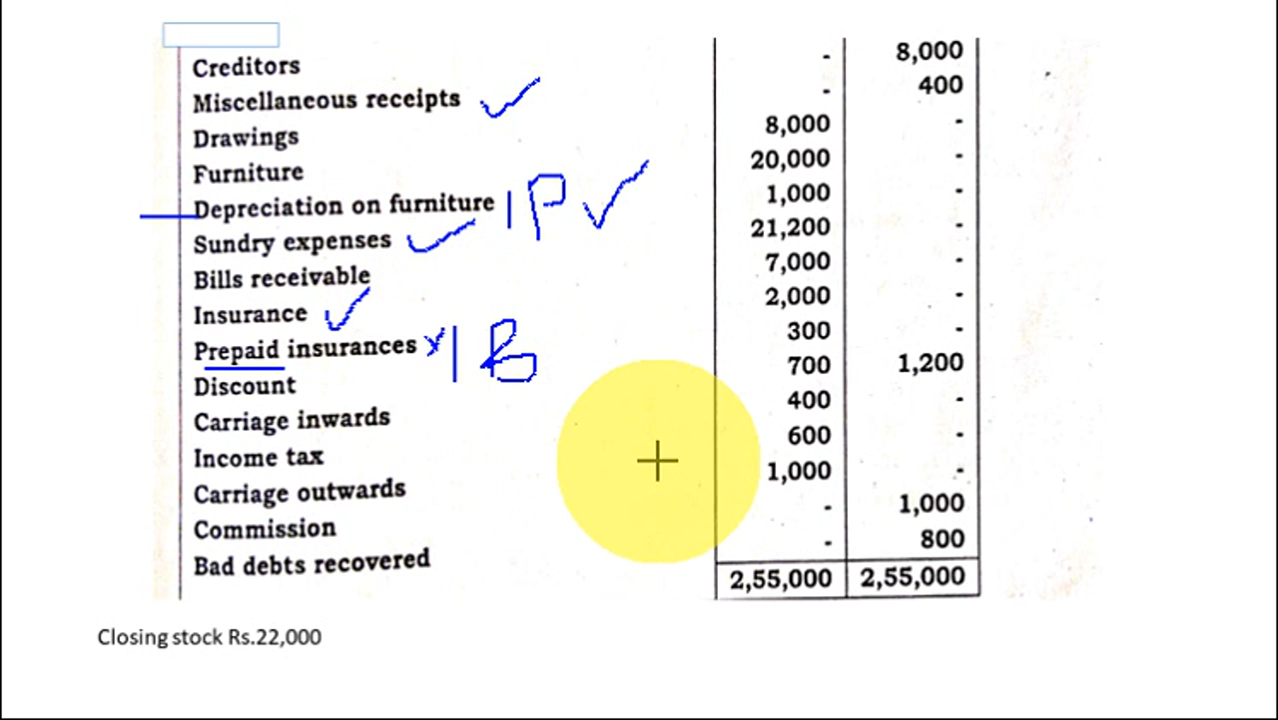 Creditors - 8,000
Miscellaneous receipts ✓ - 400
Drawings 8,000 -
Furniture 20,000 -
Depreciation on furniture | P ✓ 1,000 -
Sundry expenses ✓ 21,200 -
Bills receivable 7,000 -
Insurance ✓ 2,000 -
Prepaid insurances x | B 300 -
Discount 700 1,200
Carriage inwards 400 -
Income tax 600 -
Carriage outwards 1,000 -
Commission - 1,000
Bad debts recovered - 800
2,55,000 2,55,000
Closing stock Rs.22,000